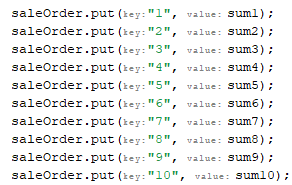 saleOrder.put(key:"1", value: sum1);
saleOrder.put(key:"2", value: sum2);
saleOrder.put(key:"3", value: sum3);
saleOrder.put(key:"4", value: sum4);
saleOrder.put(key:"5", value: sum5);
saleOrder.put(key:"6", value: sum6);
saleOrder.put(key:"7", value: sum7);
saleOrder.put(key:"8", value: sum8);
saleOrder.put(key:"9", value: sum9);
saleOrder.put(key:"10", value: sum10);